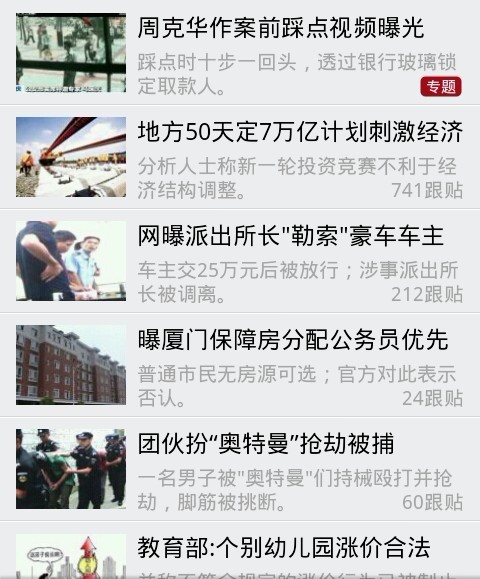 周克华作案前踩点视频曝光
踩点时十步一回头，透过银行玻璃锁
定取款人。
专题
地方50天定7万亿计划刺激经济
分析人士称新一轮投资竞赛不利于经
济结构调整。
741跟贴
网曝派出所长"勒索"豪车车主
车主交25万元后被放行；涉事派出所
长被调离。
212跟贴
曝厦门保障房分配公务员优先
普通市民无房源可选；官方对此表示
否认。
24跟贴
团伙扮“奥特曼”抢劫被捕
一名男子被"奥特曼"们持械殴打并抢
劫，脚筋被挑断。
60跟贴
教育部:个别幼儿园涨价合法